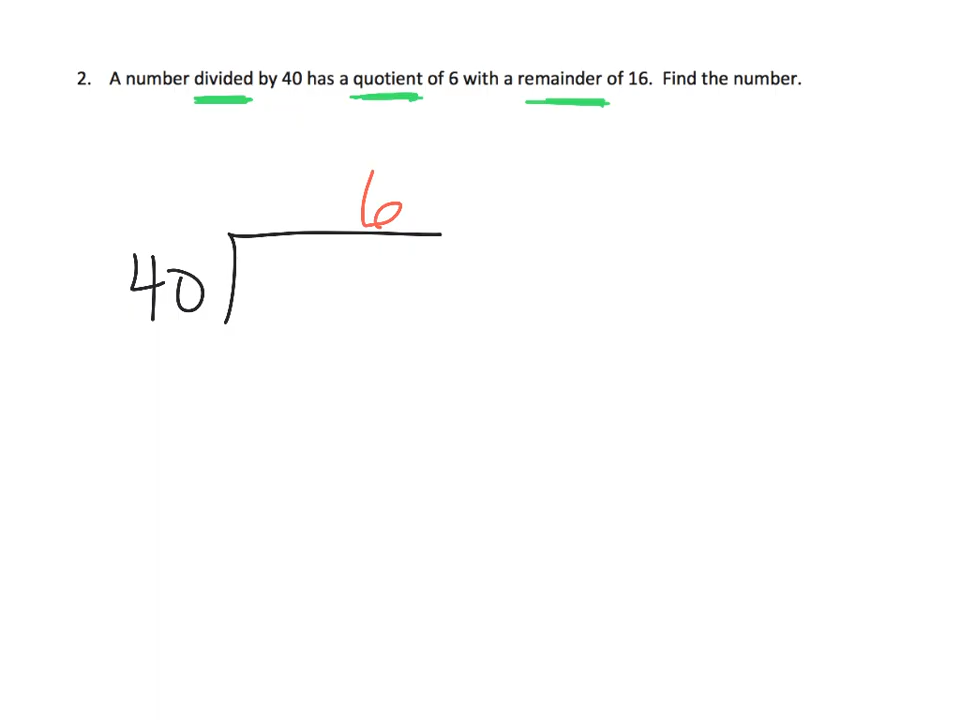 2. A number divided by 40 has a quotient of 6 with a remainder of 16. Find the number.
6
40